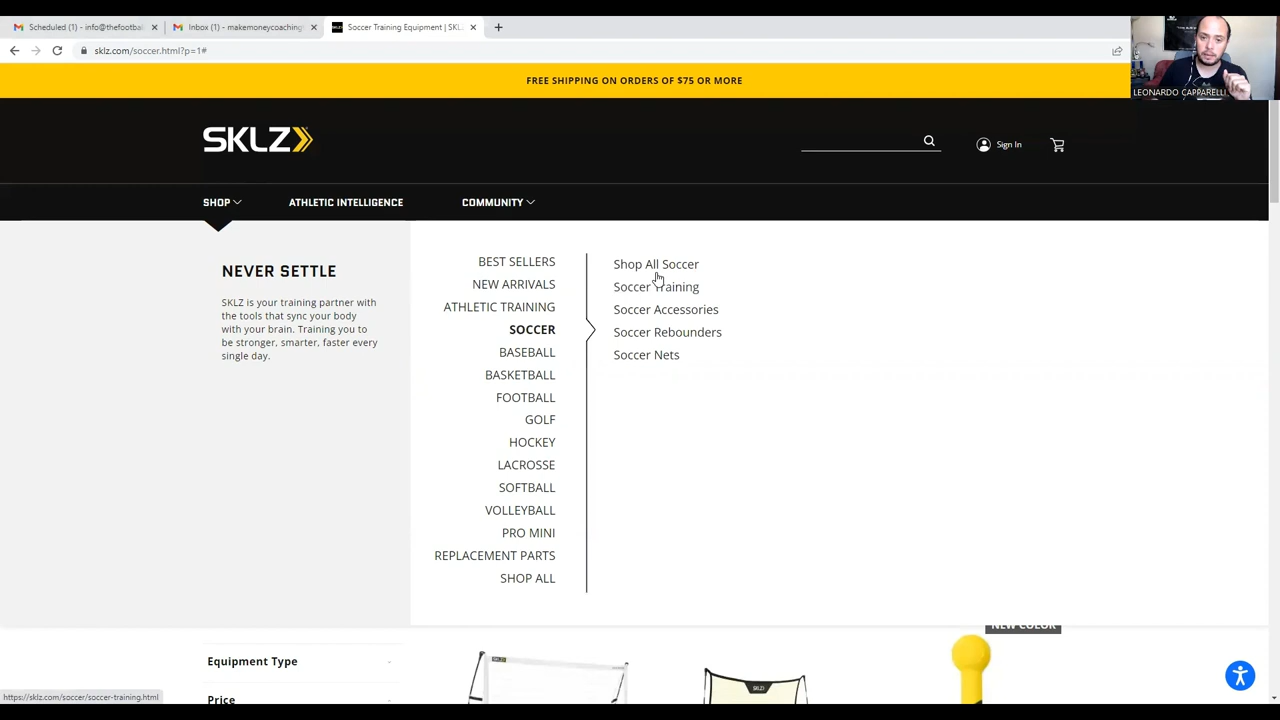 Scheduled (1) - info@thefootbal
Inbox (1) - makemoneycoaching
Soccer Training Equipment | SKL
sklz.com/soccer.html?p=1#
FREE SHIPPING ON ORDERS OF $75 OR MORE
LEONARDO CAPPARELLI
SKLZ
Sign In
SHOP
ATHLETIC INTELLIGENCE
COMMUNITY
NEVER SETTLE
SKLZ is your training partner with
the tools that sync your body
with your brain. Training you to
be stronger, smarter, faster every
single day.
BEST SELLERS
NEW ARRIVALS
ATHLETIC TRAINING
SOCCER
BASEBALL
BASKETBALL
FOOTBALL
GOLF
HOCKEY
LACROSSE
SOFTBALL
VOLLEYBALL
PRO MINI
REPLACEMENT PARTS
SHOP ALL
Shop All Soccer
Soccer Training
Soccer Accessories
Soccer Rebounders
Soccer Nets
NEW COLOR
Equipment Type
Price
SKLZ
https://sklz.com/soccer/soccer-training.html